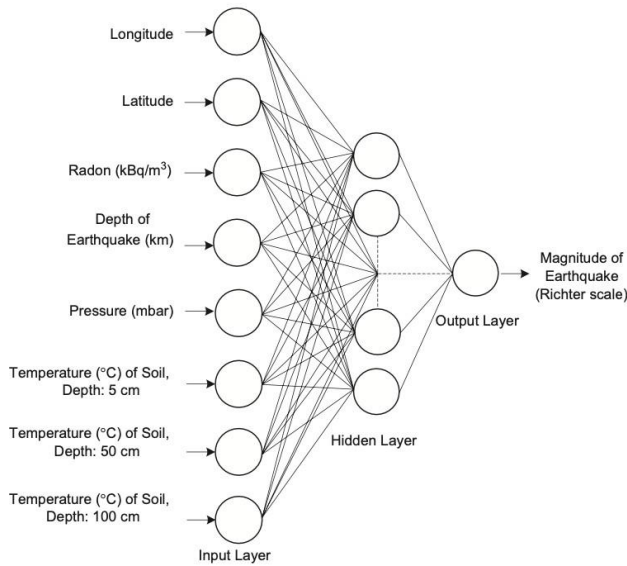 Longitude
Latitude
Radon (kBq/m³)
Depth of
Earthquake (km)
Pressure (mbar)
Temperature (°C) of Soil,
Depth: 5 cm
Temperature (°C) of Soil,
Depth: 50 cm
Temperature (°C) of Soil,
Depth: 100 cm
Input Layer
Hidden Layer
Output Layer
Magnitude of
Earthquake
(Richter scale)